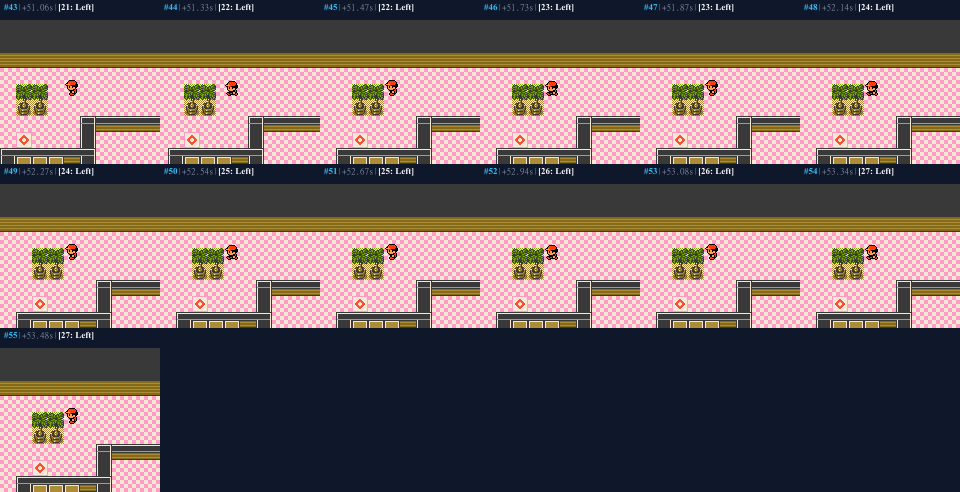 #43|+51.06s| [21: Left]
#44|+51.33s| [22: Left]
#45|+51.47s| [22: Left]
#46|+51.73s| [23: Left]
#47|+51.87s| [23: Left]
#48|+52.14s| [24: Left]
#49|+52.27s| [24: Left]
#50|+52.54s| [25: Left]
#51|+52.67s| [25: Left]
#52|+52.94s| [26: Left]
#53|+53.08s| [26: Left]
#54|+53.34s| [27: Left]
#55|+53.48s| [27: Left]